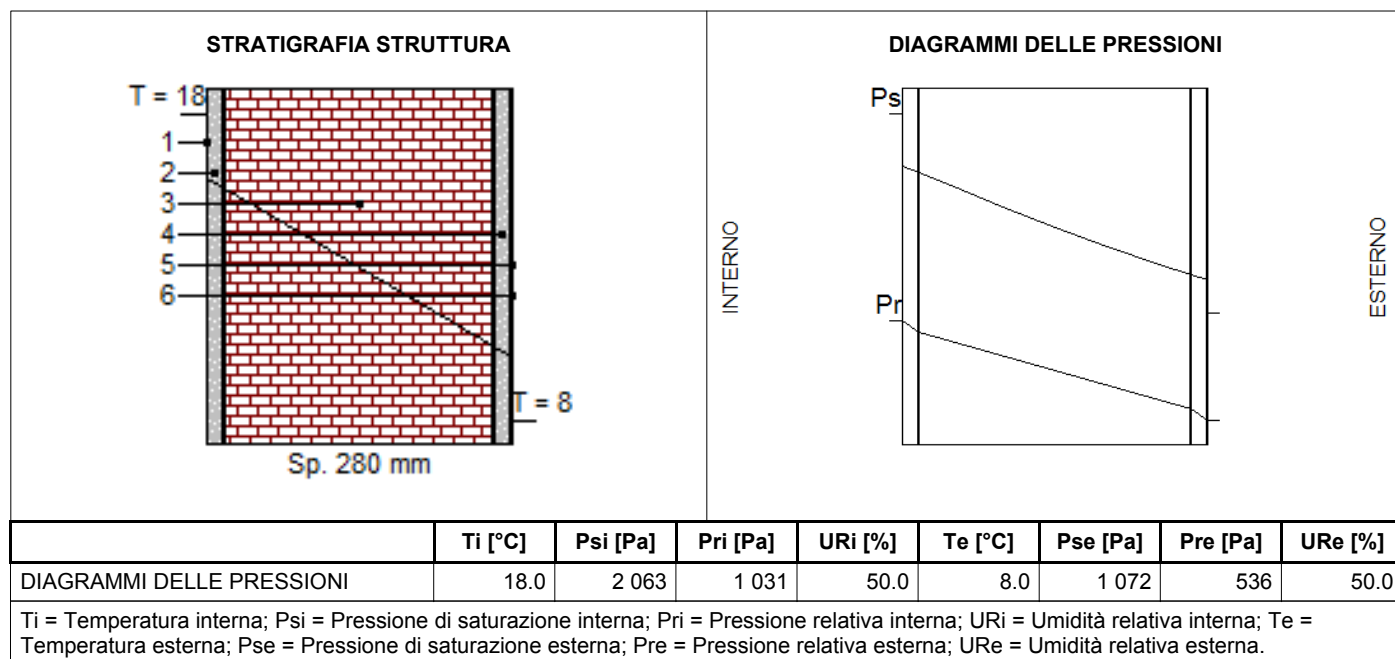 STRATIGRAFIA STRUTTURA
T = 18
1
2
3
4
5
6
T = 8
Sp. 280 mm
DIAGRAMMI DELLE PRESSIONI
Ps
Pr
INTERNO
ESTERNO
Ti [°C] Psi [Pa] Pri [Pa] URi [%] Te [°C] Pse [Pa] Pre [Pa] URe [%]
DIAGRAMMI DELLE PRESSIONI 18.0 2 063 1 031 50.0 8.0 1 072 536 50.0
Ti = Temperatura interna; Psi = Pressione di saturazione interna; Pri = Pressione relativa interna; URi = Umidità relativa interna; Te =
Temperatura esterna; Pse = Pressione di saturazione esterna; Pre = Pressione relativa esterna; URe = Umidità relativa esterna.